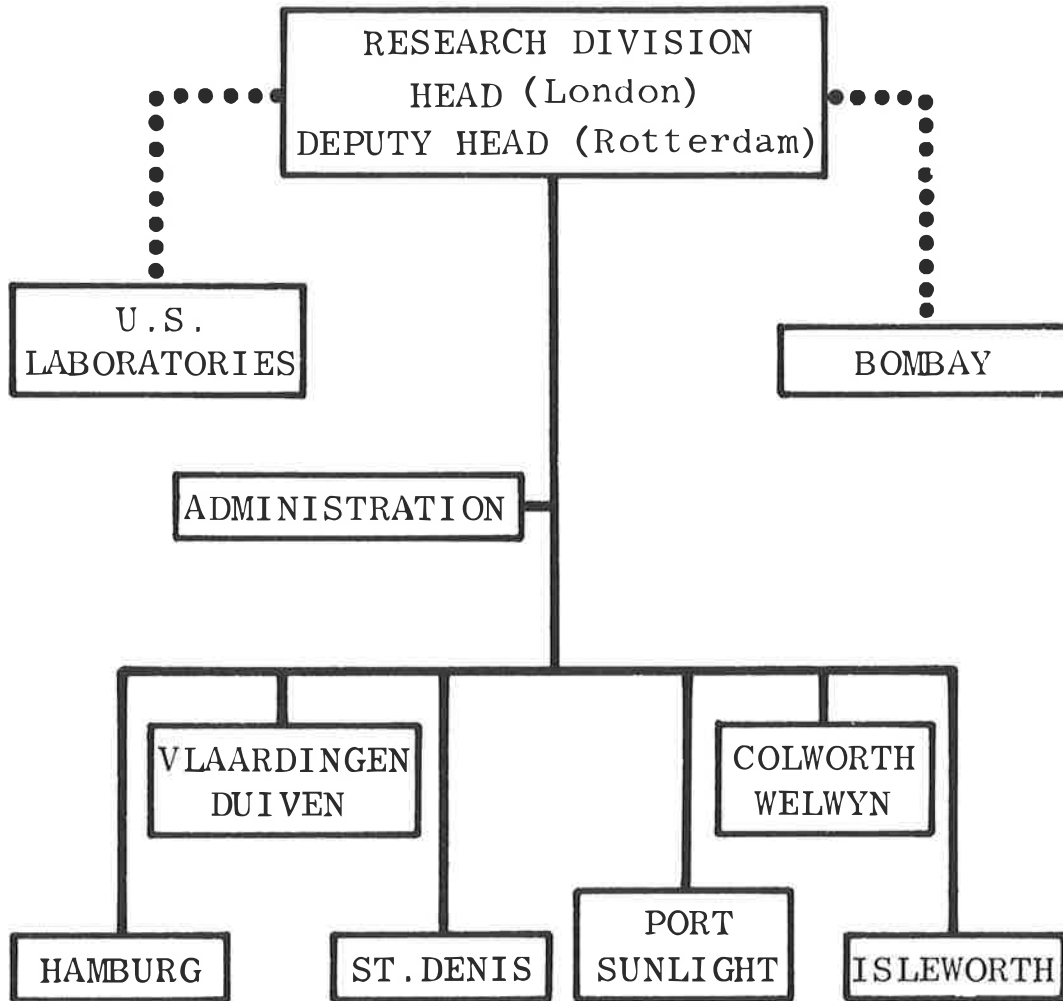 RESEARCH DIVISION
HEAD (London)
DEPUTY HEAD (Rotterdam)
U.S.
LABORATORIES
BOMBAY
ADMINISTRATION
VLAARDINGEN
DUIVEN
COLWORTH
WELWYN
HAMBURG
ST.DENIS
PORT
SUNLIGHT
ISLEWORTH